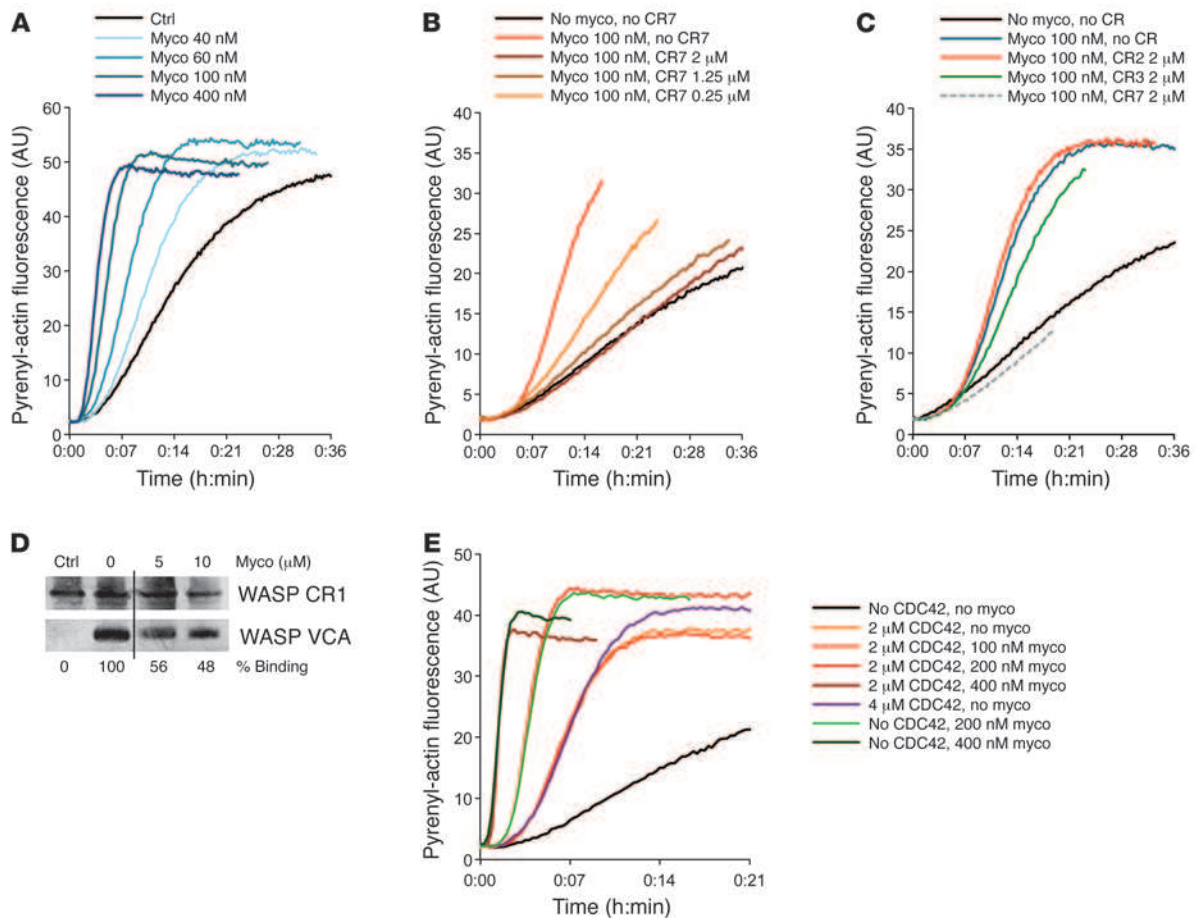 A
Ctrl
Myco 40 nM
Myco 60 nM
Myco 100 nM
Myco 400 nM
Pyrenyl-actin fluorescence (AU)
60
50
40
30
20
10
0
0:00 0:07 0:14 0:21 0:28 0:36
Time (h:min)
B
No myco, no CR7
Myco 100 nM, no CR7
Myco 100 nM, CR7 2 μM
Myco 100 nM, CR7 1.25 μM
Myco 100 nM, CR7 0.25 μM
Pyrenyl-actin fluorescence (AU)
40
35
30
25
20
15
10
5
0
0:00 0:07 0:14 0:21 0:28 0:36
Time (h:min)
C
No myco, no CR
Myco 100 nM, no CR
Myco 100 nM, CR2 2 μM
Myco 100 nM, CR3 2 μM
Myco 100 nM, CR7 2 μM
Pyrenyl-actin fluorescence (AU)
40
35
30
25
20
15
10
5
0
0:00 0:07 0:14 0:21 0:28 0:36
Time (h:min)
D
Ctrl 0 5 10 Myco (μM)
WASP CR1
WASP VCA
0 100 56 48 % Binding
E
Pyrenyl-actin fluorescence (AU)
50
40
30
20
10
0
0:00 0:07 0:14 0:21
Time (h:min)
No CDC42, no myco
2 μM CDC42, no myco
2 μM CDC42, 100 nM myco
2 μM CDC42, 200 nM myco
2 μM CDC42, 400 nM myco
4 μM CDC42, no myco
No CDC42, 200 nM myco
No CDC42, 400 nM myco